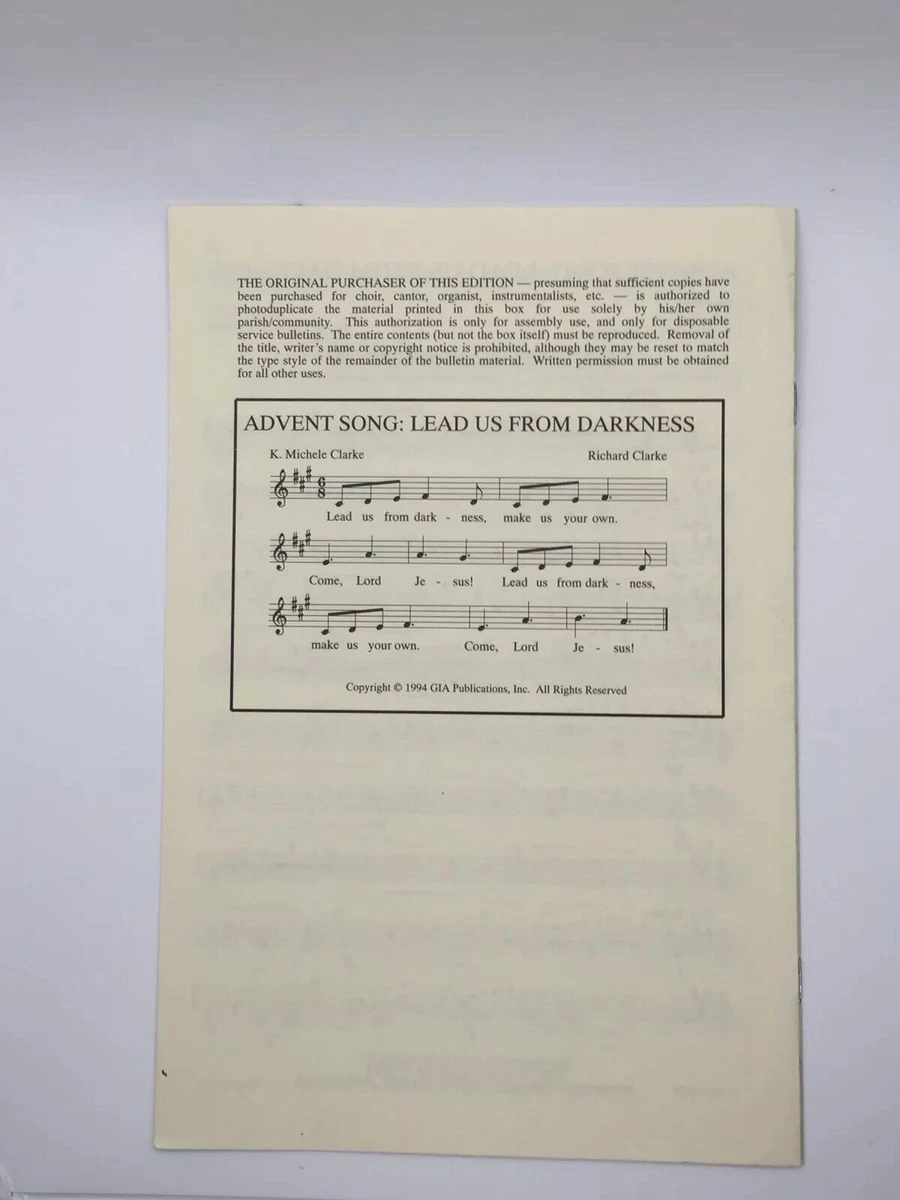 THE ORIGINAL PURCHASER OF THIS EDITION — presuming that sufficient copies have
been purchased for choir, cantor, organist, instrumentalists, etc. — is authorized to
photoduplicate the material printed in this box for use solely by his/her own
parish/community. This authorization is only for assembly use, and only for disposable
service bulletins. The entire contents (but not the box itself) must be reproduced. Removal of
the title, writer's name or copyright notice is prohibited, although they may be reset to match
the type style of the remainder of the bulletin material. Written permission must be obtained
for all other uses.
ADVENT SONG: LEAD US FROM DARKNESS
K. Michele Clarke Richard Clarke
6
8
Lead us from dark - ness, make us your own.
Come, Lord Je - sus! Lead us from dark - ness,
make us your own. Come, Lord Je - sus!
Copyright © 1994 GIA Publications, Inc. All Rights Reserved